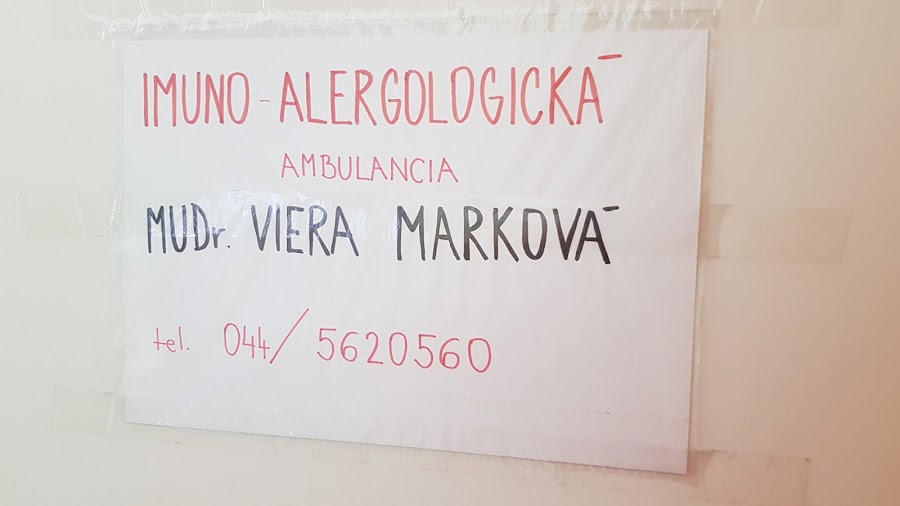 IMUNO - ALERGOLOGICKÁ
AMBULANCIA
MUDr. VIERA MARKOVÁ
tel. 044/ 5620560